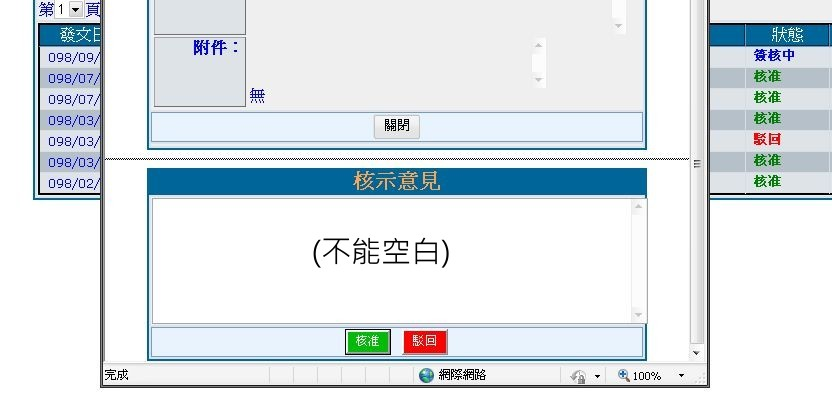 第 1 頁
發文日 狀態
098/09/ 簽核中
098/07/ 核准
098/07/ 核准
098/03/ 核准
098/03/ 駁回
098/03/ 核准
098/02/ 核准
附件：
無
關閉
核示意見
(不能空白)
核准 駁回
完成 網際網路 100%